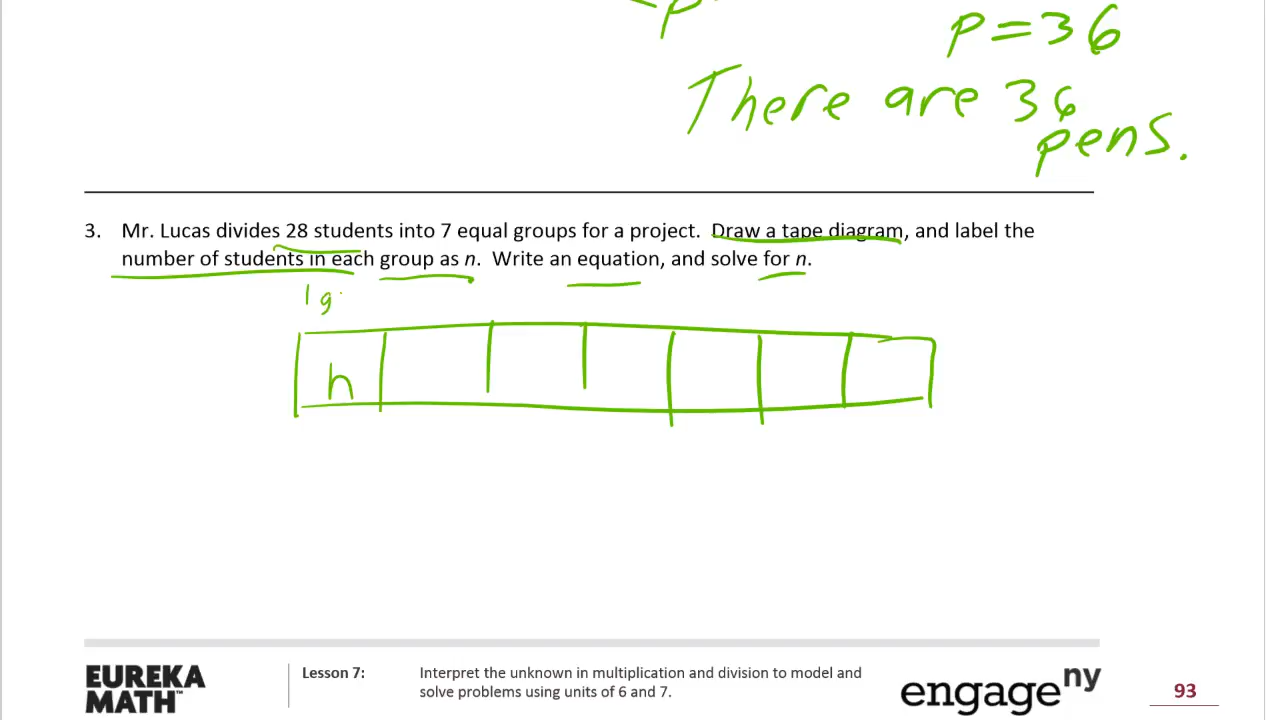 p
p=36
There are 36
pens.
3. Mr. Lucas divides 28 students into 7 equal groups for a project. Draw a tape diagram, and label the
number of students in each group as n. Write an equation, and solve for n.
1 g.
n
EUREKA
MATH™
Lesson 7:
Interpret the unknown in multiplication and division to model and
solve problems using units of 6 and 7.
engage ny
93